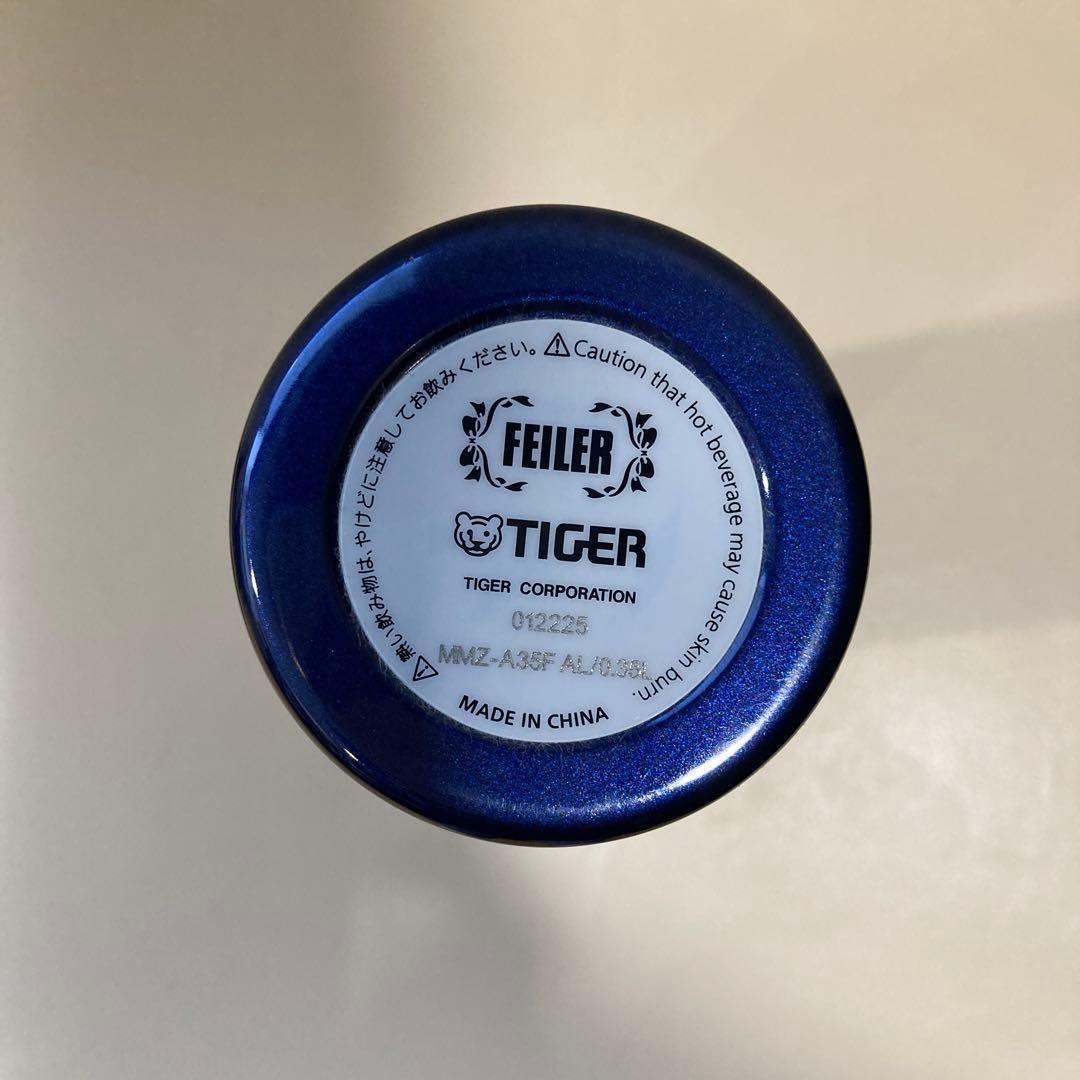 ⚠熱い飲み物は、やけどに注意してお飲みください。
⚠Caution that hot beverage may cause skin burn.
FEILER
TIGER
TIGER CORPORATION
012225
MMZ-A35F AL/0.35L
MADE IN CHINA